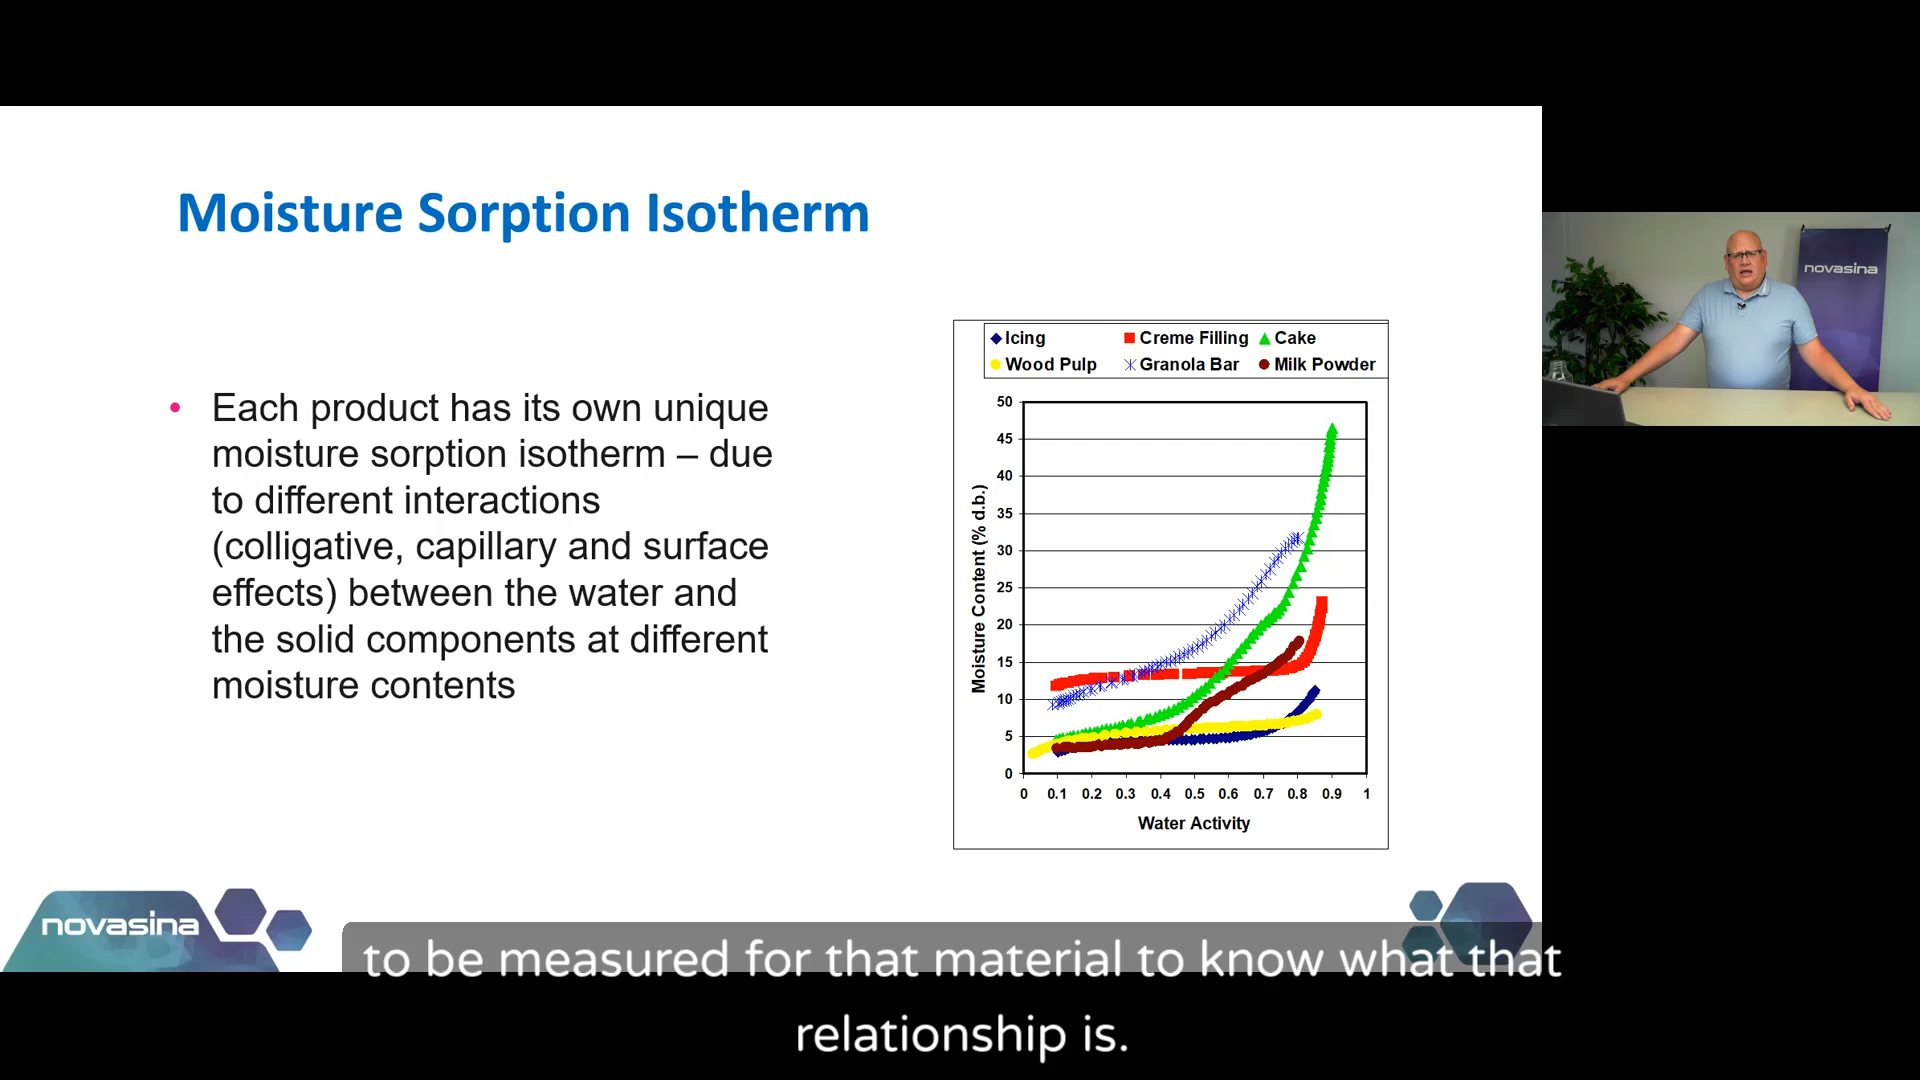 Moisture Sorption Isotherm
• Each product has its own unique
moisture sorption isotherm – due
to different interactions
(colligative, capillary and surface
effects) between the water and
the solid components at different
moisture contents
Icing Creme Filling Cake
Wood Pulp Granola Bar Milk Powder
50
45
40
35
30
25
20
15
10
5
0
Moisture Content (% d.b.)
0 0.1 0.2 0.3 0.4 0.5 0.6 0.7 0.8 0.9 1
Water Activity
novasina
novasina
to be measured for that material to know what that
relationship is.